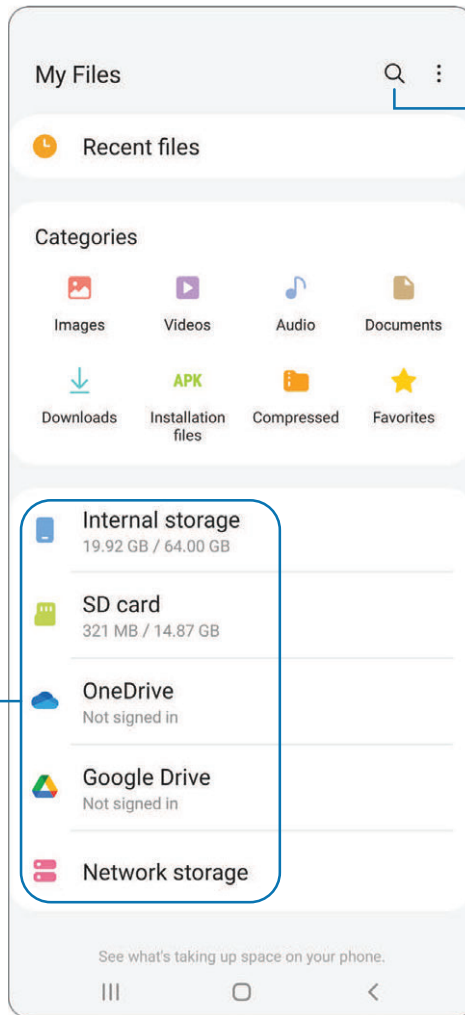 My Files
Recent files
Categories
Images Videos Audio Documents
APK
Downloads Installation files Compressed Favorites
Internal storage
19.92 GB / 64.00 GB
SD card
321 MB / 14.87 GB
OneDrive
Not signed in
Google Drive
Not signed in
Network storage
See what's taking up space on your phone.